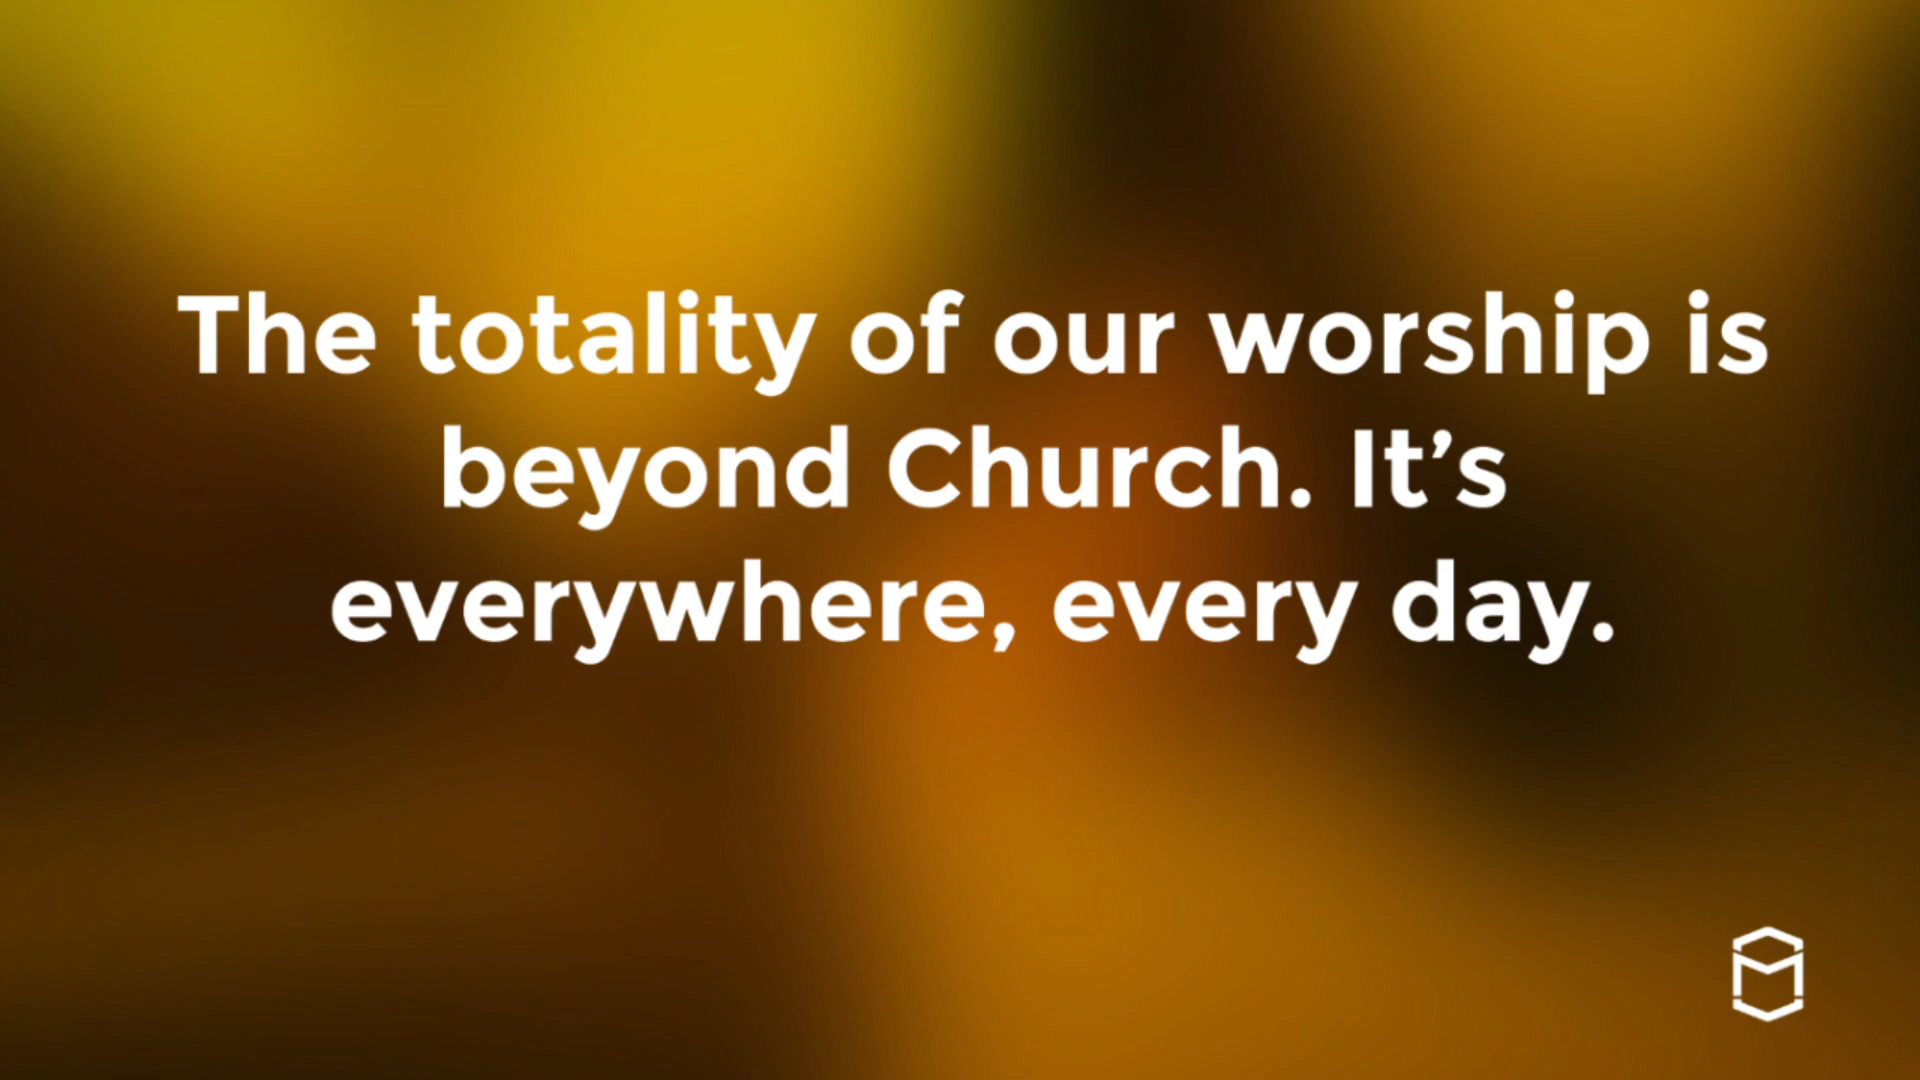 The totality of our worship is
beyond Church. It’s
everywhere, every day.